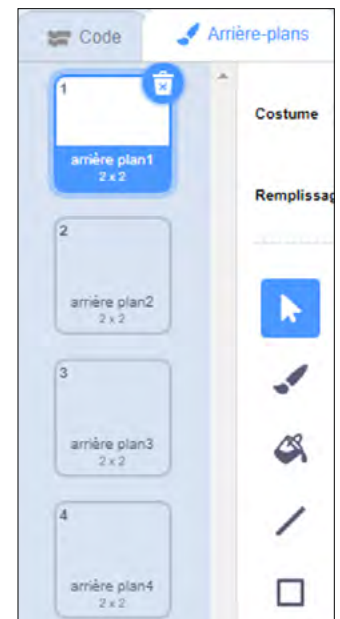 Code
Arrière-plans
1
arrière plan1
2 x 2
Costume
Remplissag
2
arrière plan2
2 x 2
3
arrière plan3
2 x 2
4
arrière plan4
2 x 2